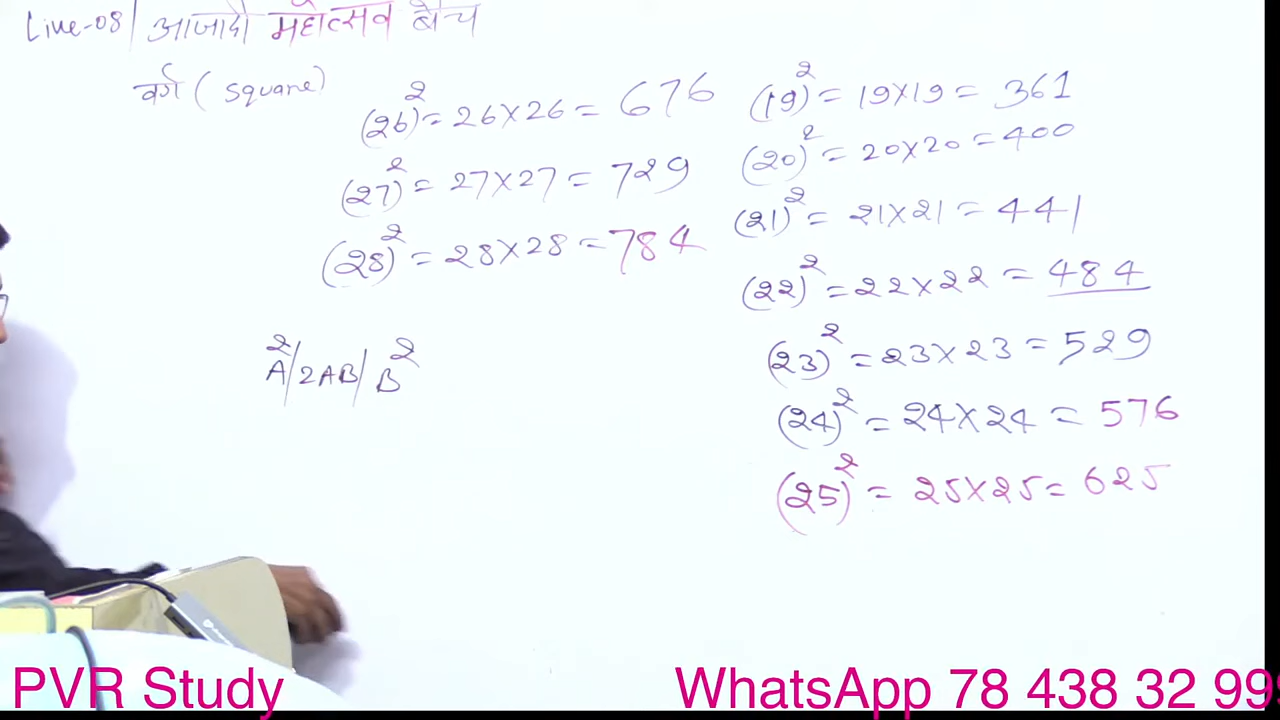 Live-08| आजादी महोत्सव बैच
वर्ग (square)
(26)² = 26×26 = 676
(27)² = 27×27 = 729
(28)² = 28×28 = 784
A²/2AB/B²
(19)² = 19×19 = 361
(20)² = 20×20 = 400
(21)² = 21×21 = 441
(22)² = 22×22 = 484
(23)² = 23×23 = 529
(24)² = 24×24 = 576
(25)² = 25×25 = 625
PVR Study
WhatsApp 78 438 32 99